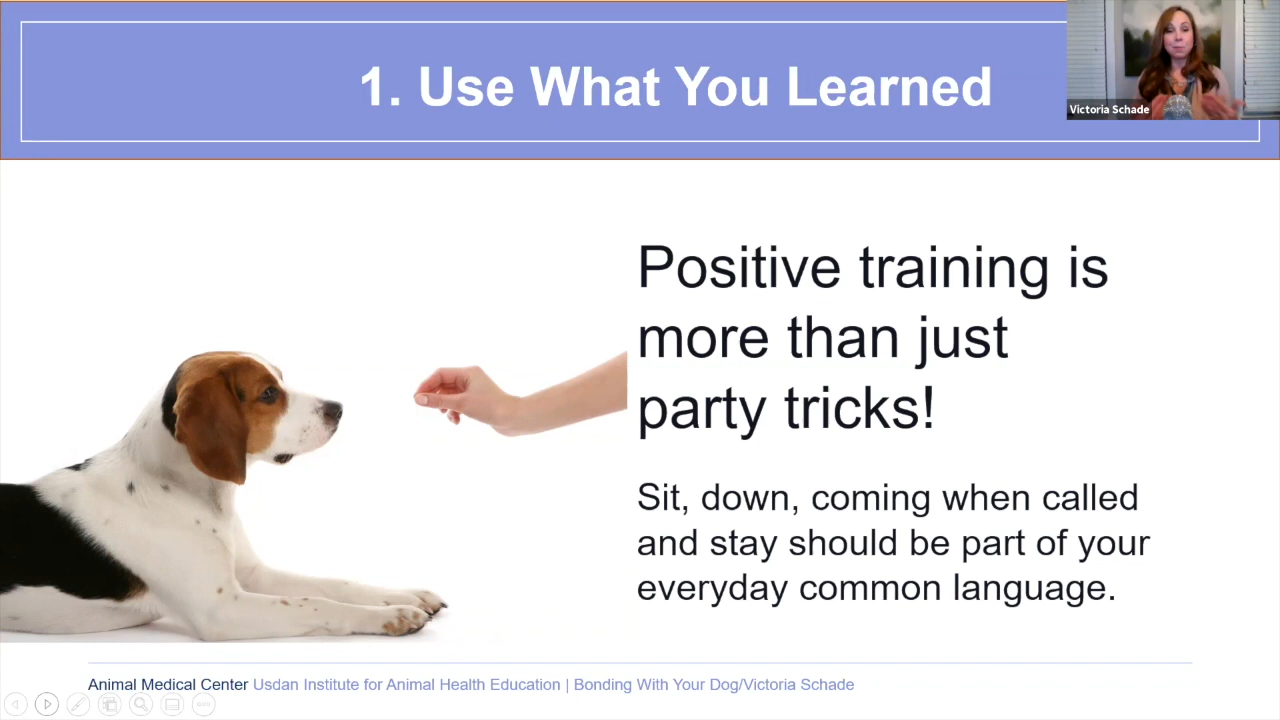 1. Use What You Learned
Victoria Schade
Positive training is
more than just
party tricks!
Sit, down, coming when called
and stay should be part of your
everyday common language.
Animal Medical Center Usdan Institute for Animal Health Education | Bonding With Your Dog/Victoria Schade